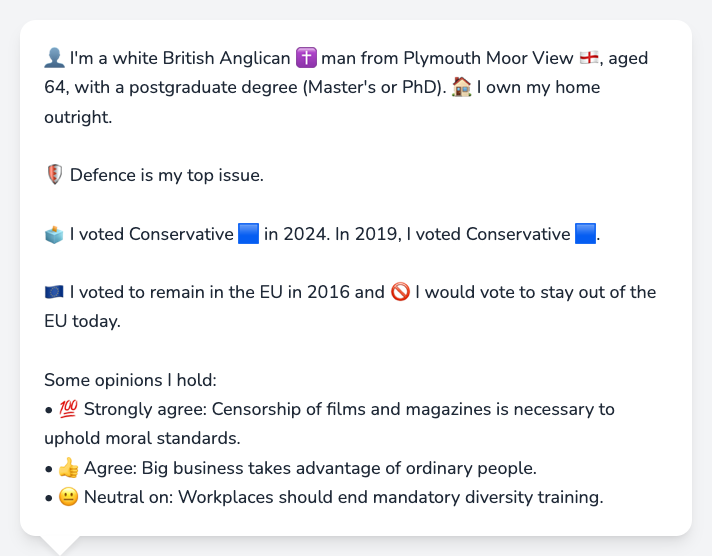 👤 I'm a white British Anglican ✝️ man from Plymouth Moor View 🏴󠁧󠁢󠁥󠁮󠁧󠁿, aged
64, with a postgraduate degree (Master's or PhD). 🏠 I own my home
outright.
🛡️ Defence is my top issue.
🗳️ I voted Conservative 🟦 in 2024. In 2019, I voted Conservative 🟦.
🇪🇺 I voted to remain in the EU in 2016 and 🚫 I would vote to stay out of the
EU today.
Some opinions I hold:
• 💯 Strongly agree: Censorship of films and magazines is necessary to
uphold moral standards.
• 👍 Agree: Big business takes advantage of ordinary people.
• 😐 Neutral on: Workplaces should end mandatory diversity training.